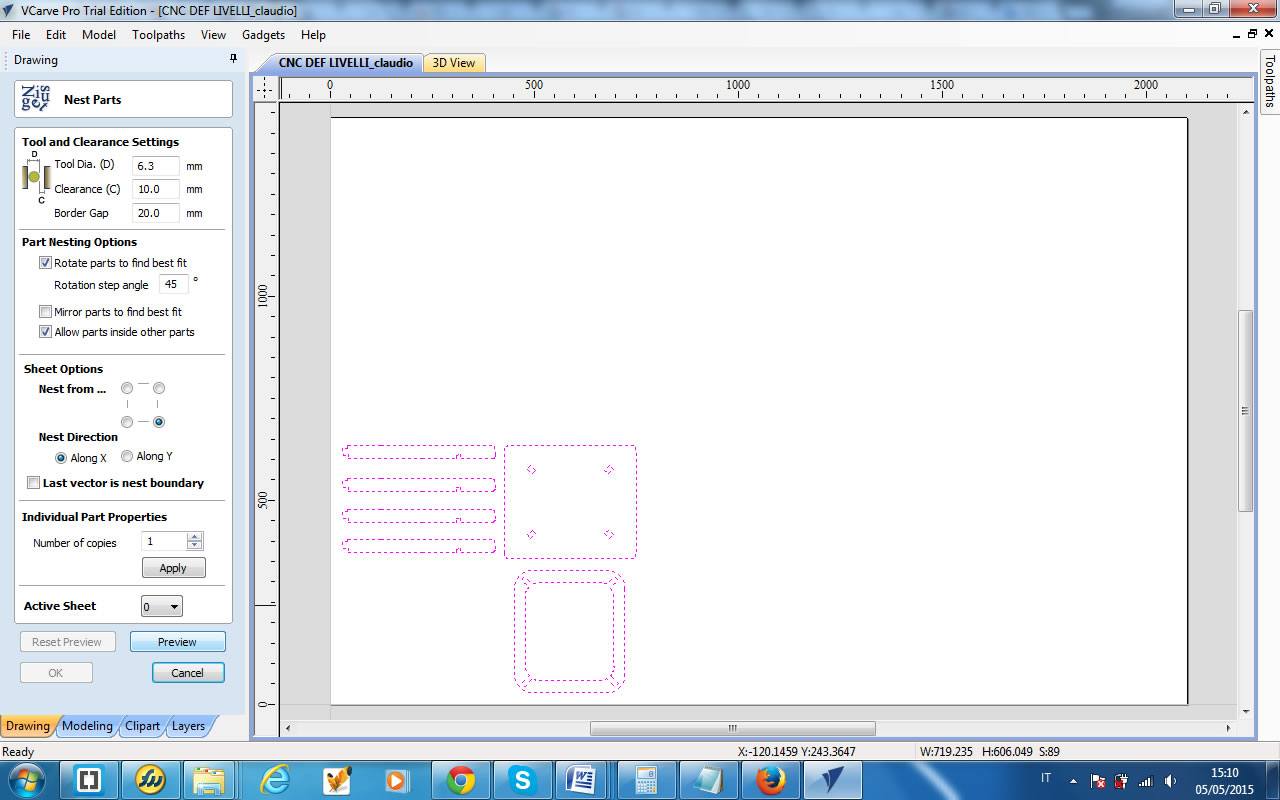 VCarve Pro Trial Edition - [CNC DEF LIVELLI_claudio]
File Edit Model Toolpaths View Gadgets Help
Drawing
CNC DEF LIVELLI_claudio
3D View
Toolpaths
Nest Parts
0 500 1000 1500 2000
1000
500
0
Tool and Clearance Settings
D
C
Tool Dia. (D) 6.3 mm
Clearance (C) 10.0 mm
Border Gap 20.0 mm
Part Nesting Options
Rotate parts to find best fit
Rotation step angle 45 °
Mirror parts to find best fit
Allow parts inside other parts
Sheet Options
Nest from ...
Nest Direction
Along X Along Y
Last vector is nest boundary
Individual Part Properties
Number of copies 1
Apply
Active Sheet 0
Reset Preview Preview
OK Cancel
Drawing Modeling Clipart Layers
Ready X:-120.1459 Y:243.3647 W:719.235 H:606.049 S:89
IT 15:10
05/05/2015